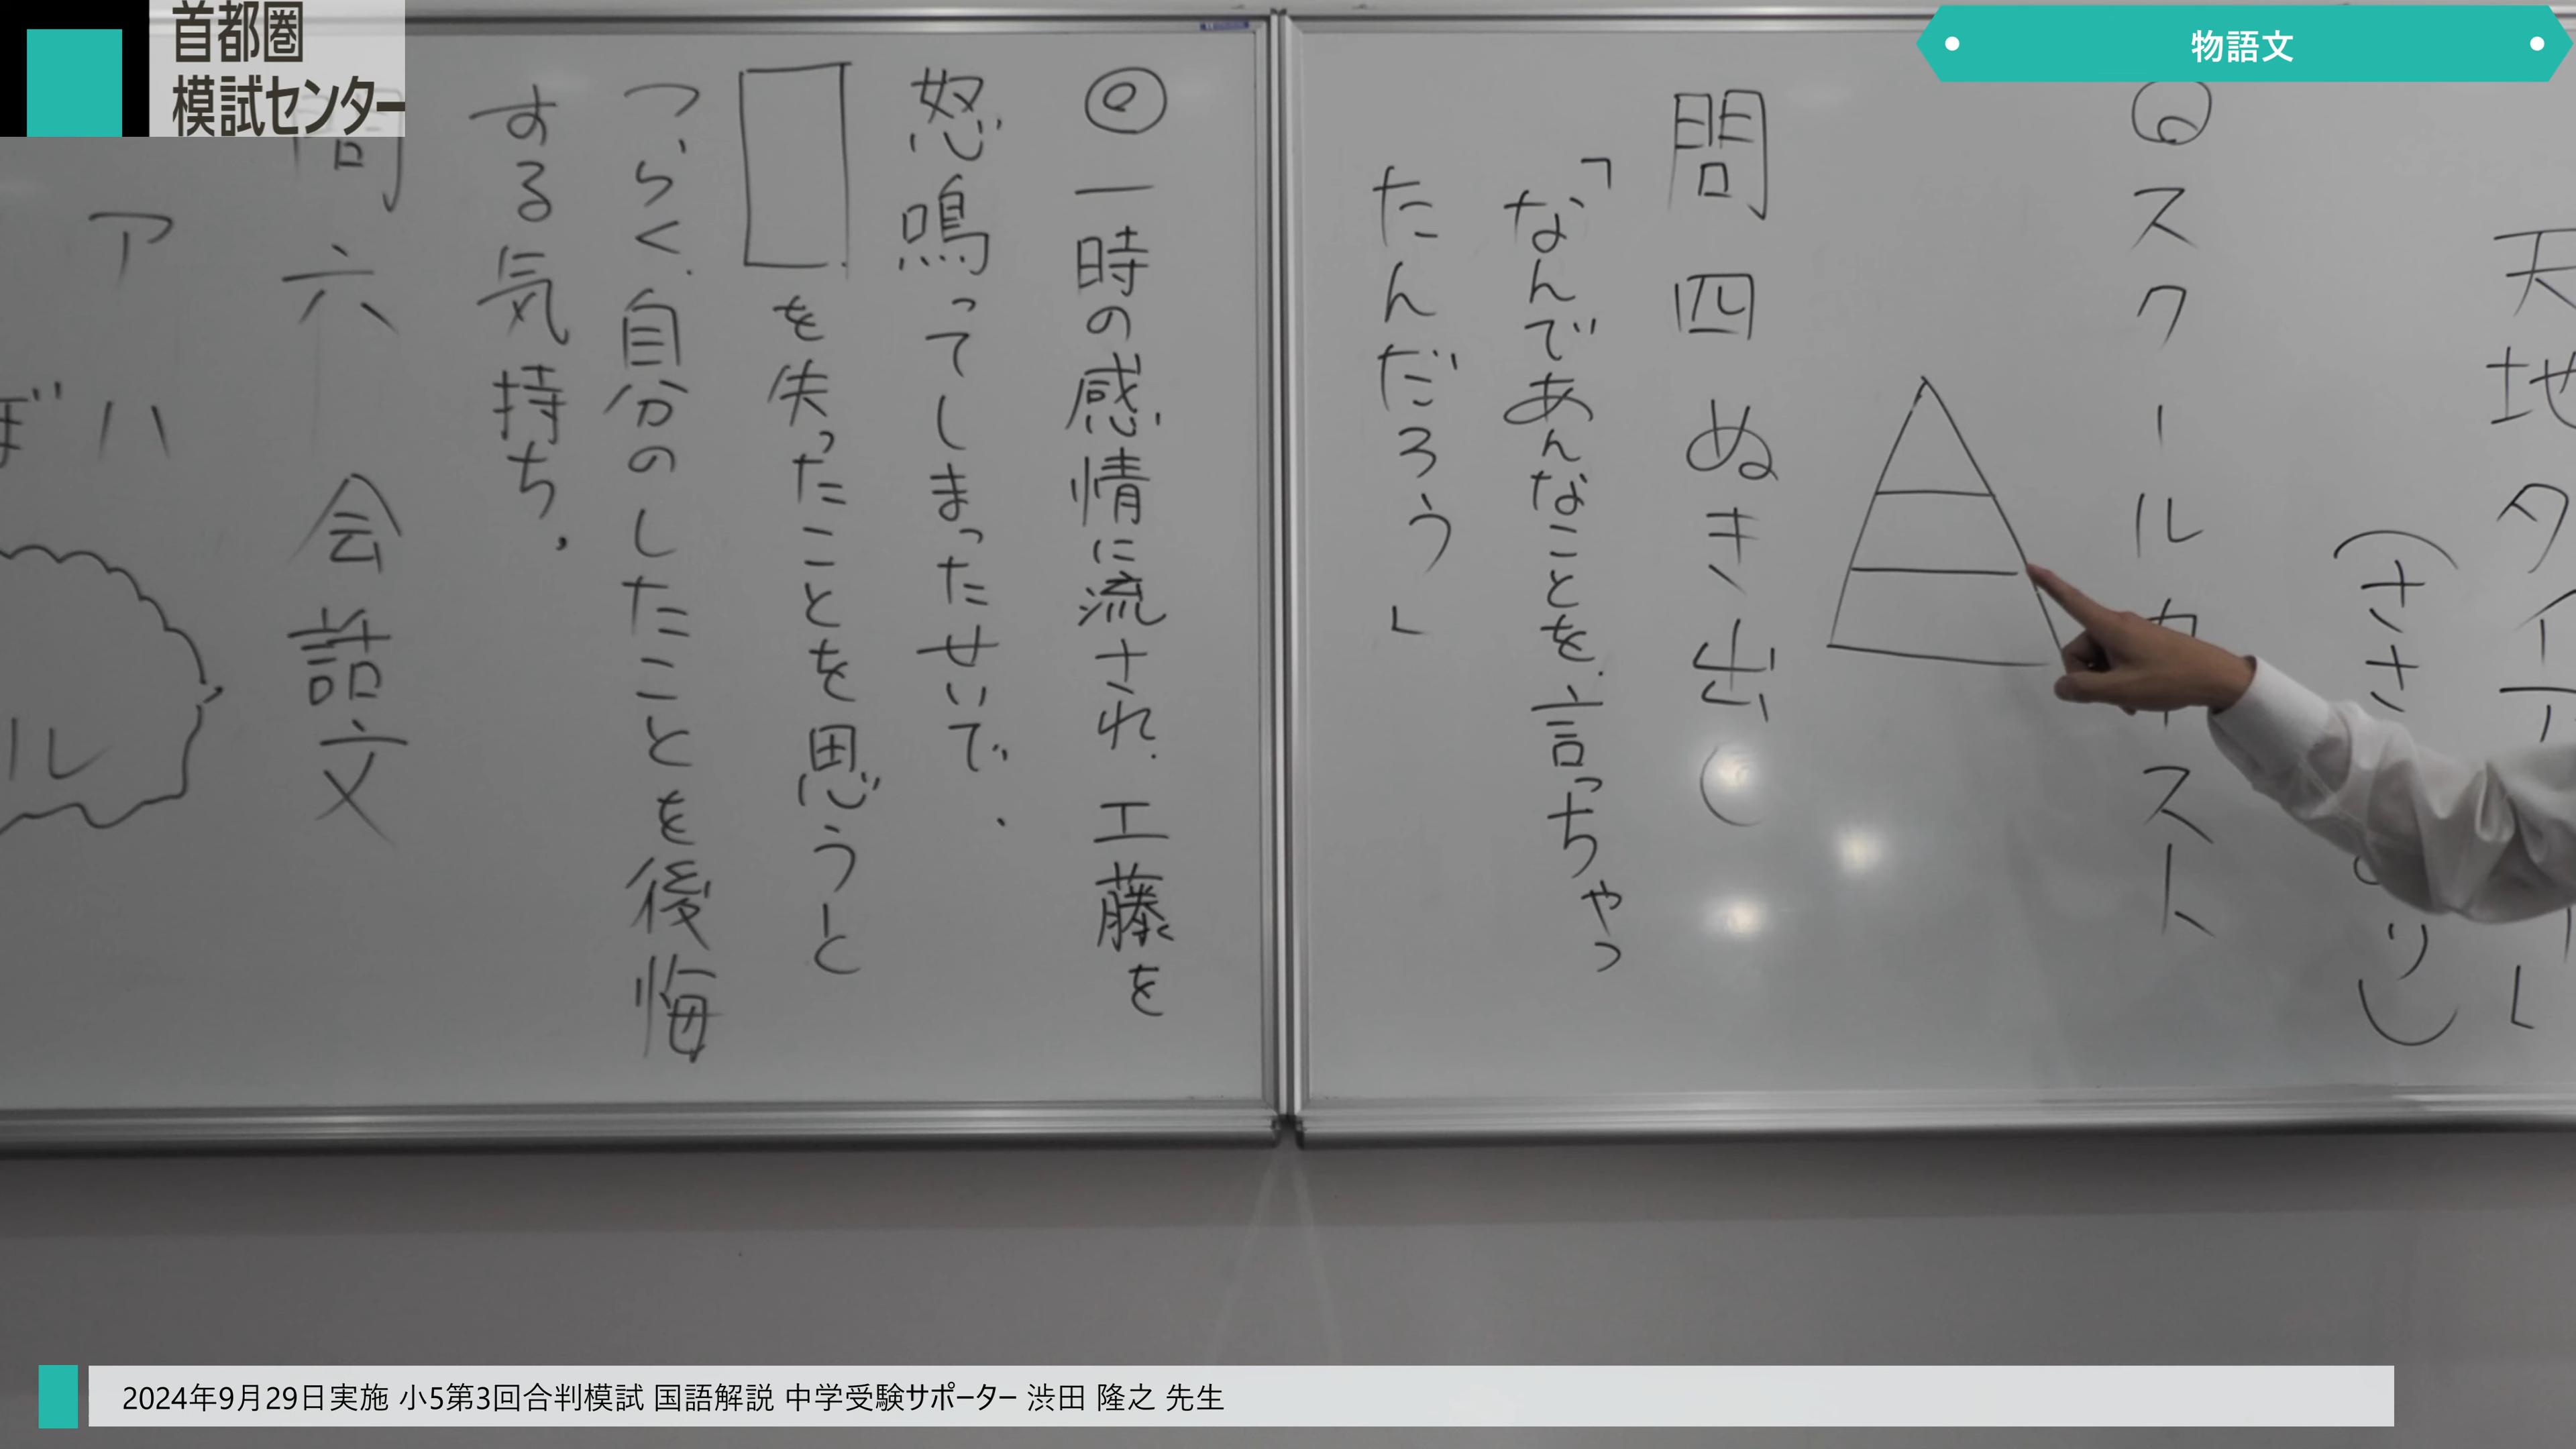 首都圏
模試センター
物語文
天地
スクールカースト
問四 ぬき出し
「なんであんなことを、言っちゃっ
たんだろう」
ⓔ 一時の感情に流され、工藤を
怒鳴ってしまったせいで、
を失ったことを思うと
つらく、自分のしたことを後悔
する気持ち。
問六 会話文
ア
ハ
ル
2024年9月29日実施 小5第3回合判模試 国語解説 中学受験サポーター 渋田 隆之 先生